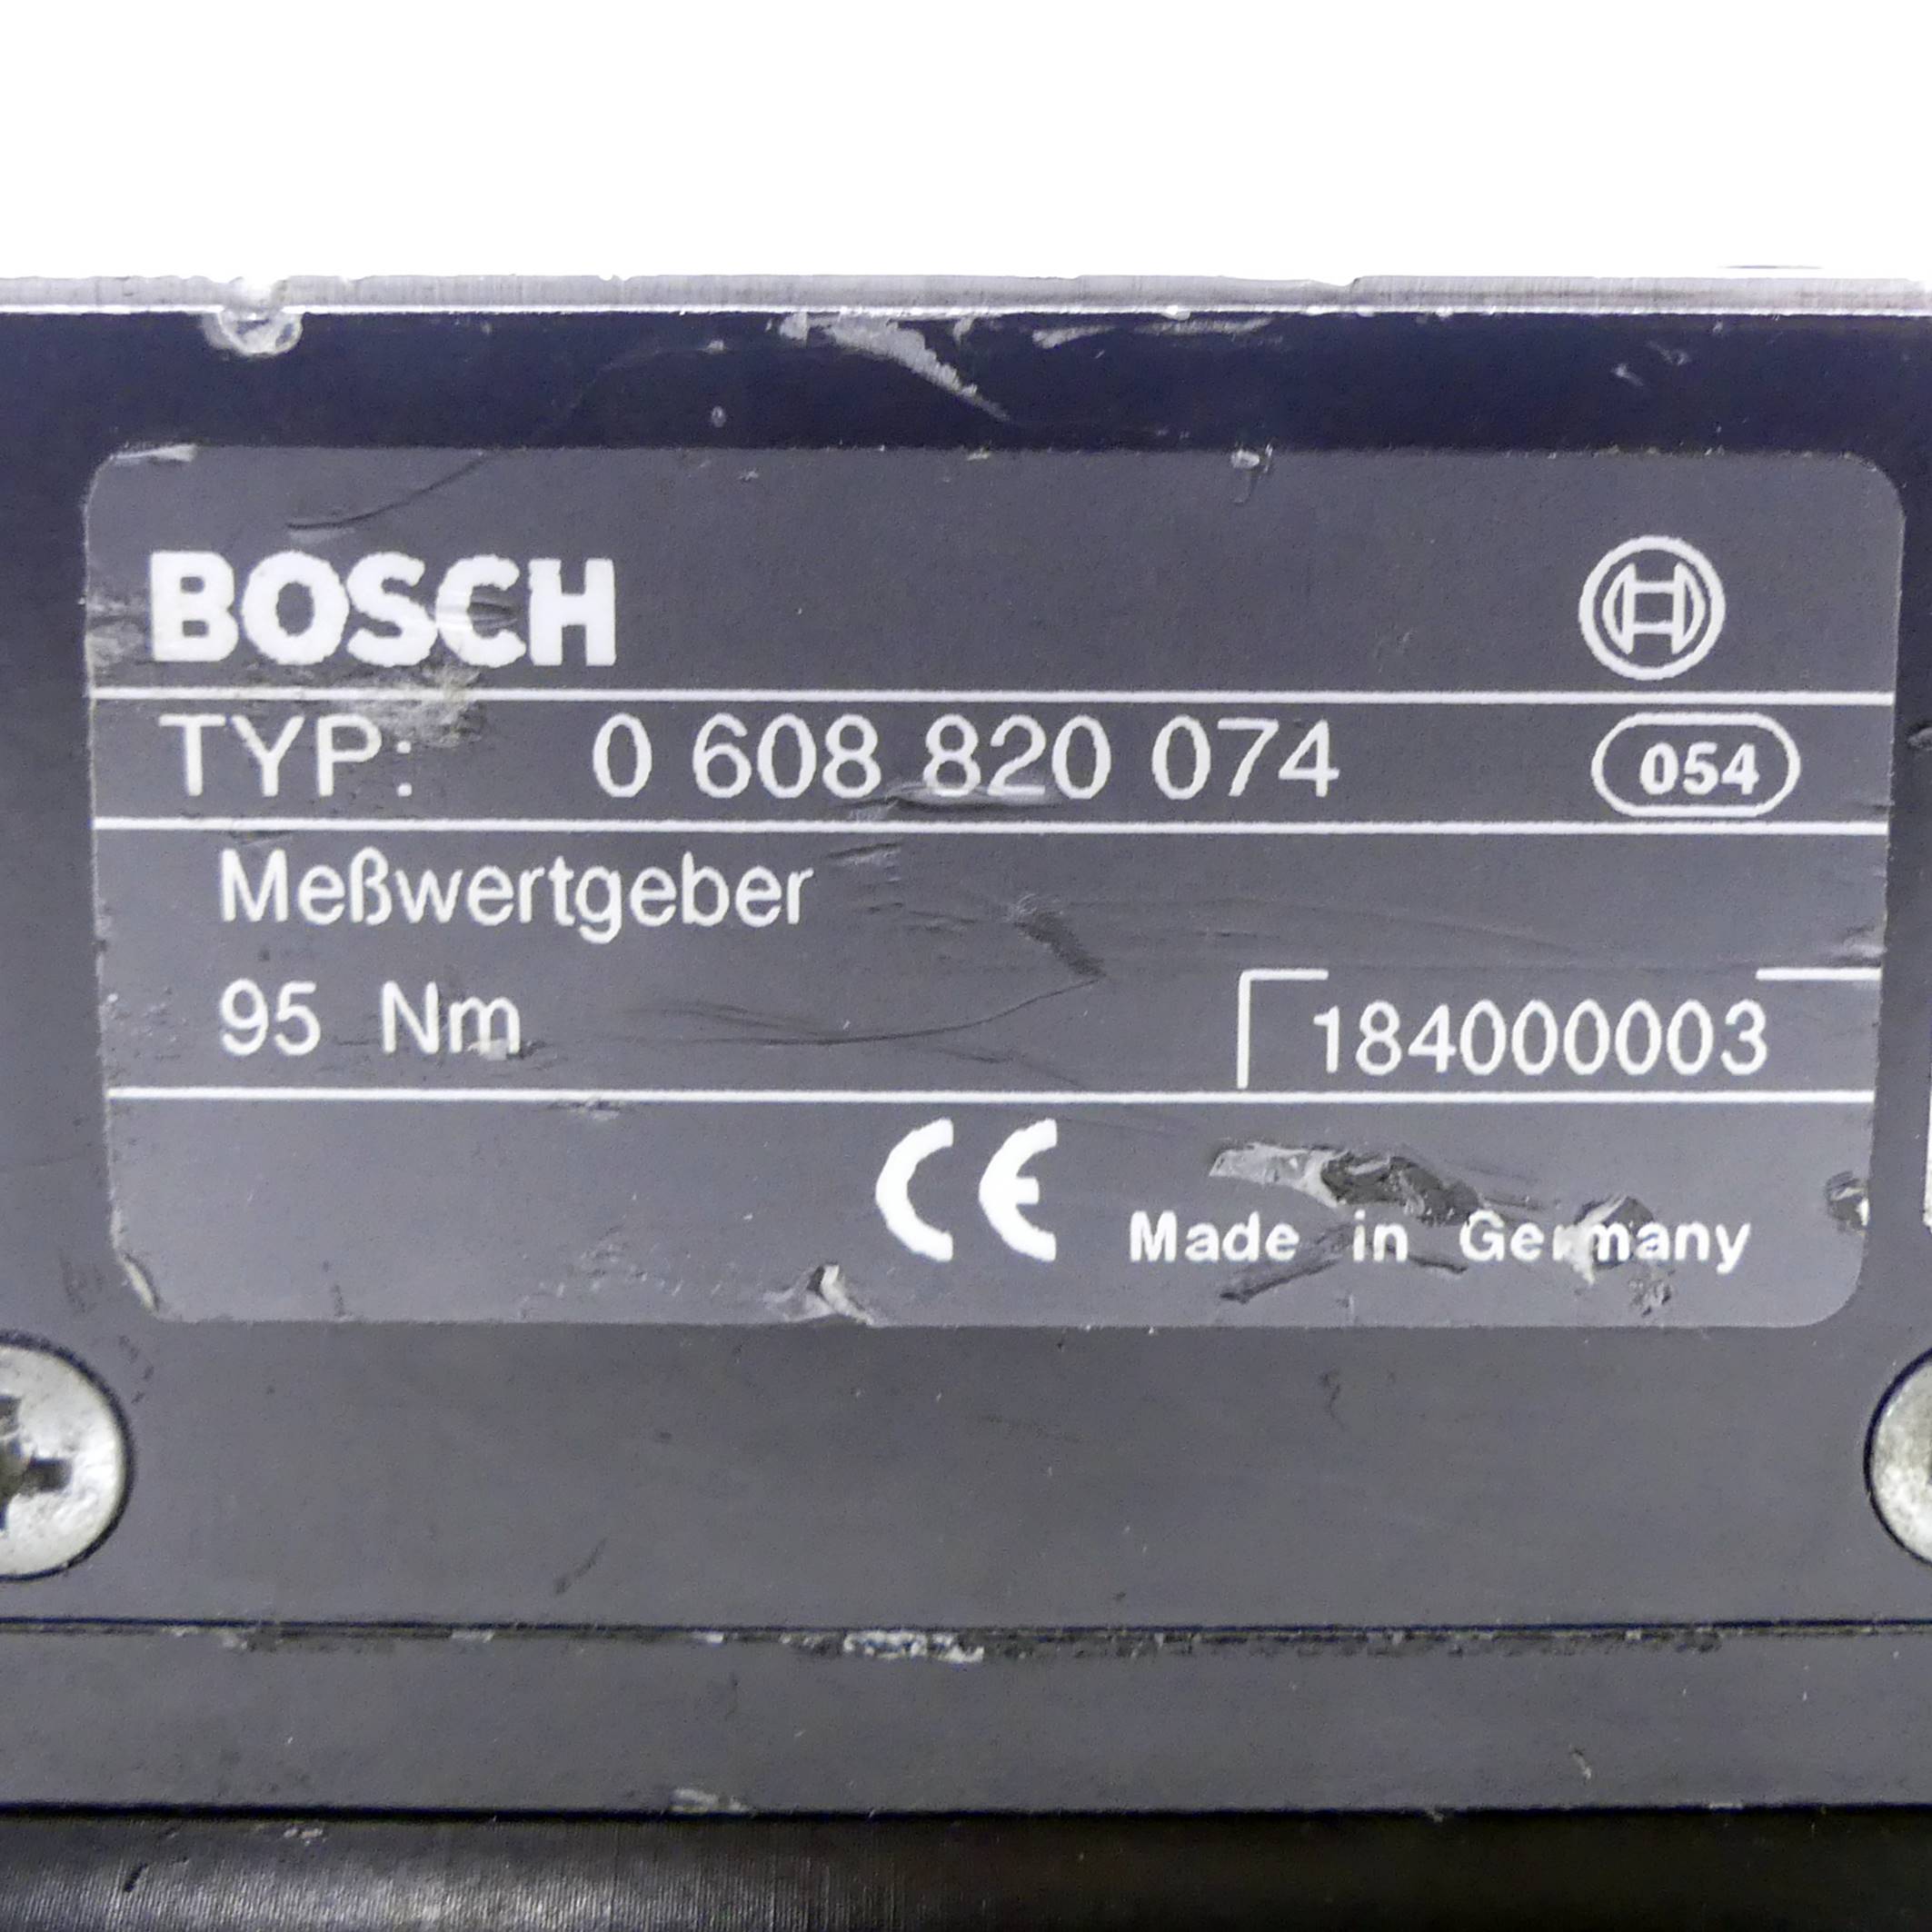 BOSCH
TYP: 0 608 820 074 054
Meßwertgeber
95 Nm 184000003
CE Made in Germany